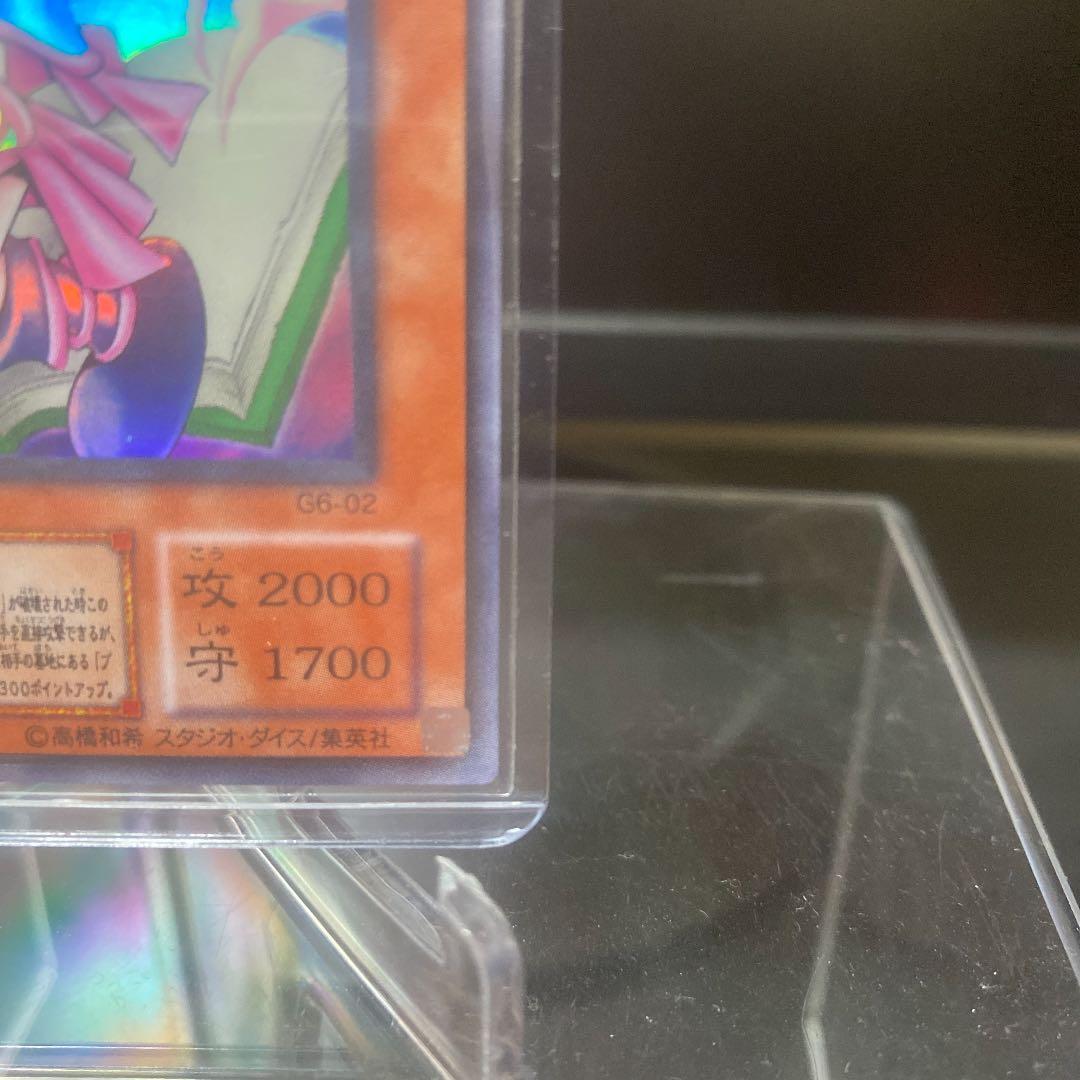 G6-02
が破壊された時この
手を直接攻撃できるが、
相手の墓地にある「ブ
300ポイントアップ。
こう
攻 2000
しゅ
守 1700
©高橋和希 スタジオ・ダイス/集英社